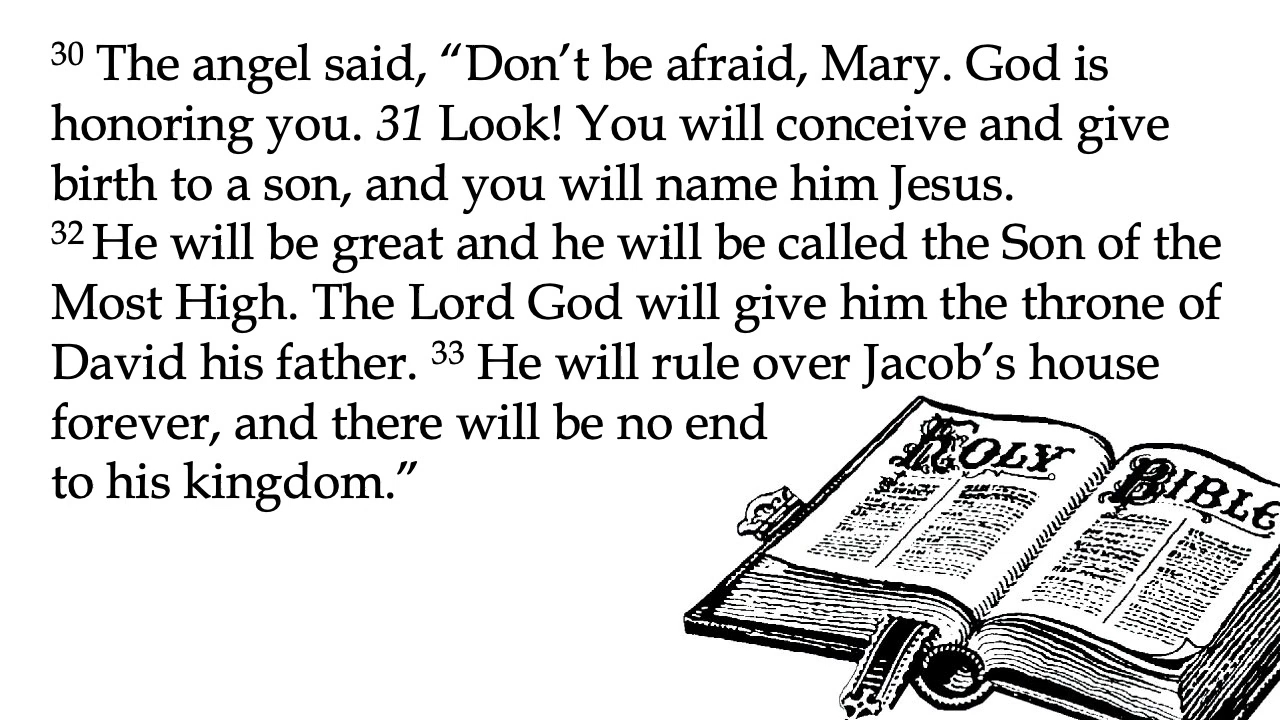 30 The angel said, “Don’t be afraid, Mary. God is
honoring you. 31 Look! You will conceive and give
birth to a son, and you will name him Jesus.
32 He will be great and he will be called the Son of the
Most High. The Lord God will give him the throne of
David his father. 33 He will rule over Jacob’s house
forever, and there will be no end
to his kingdom.”
HOLY
BIBLE